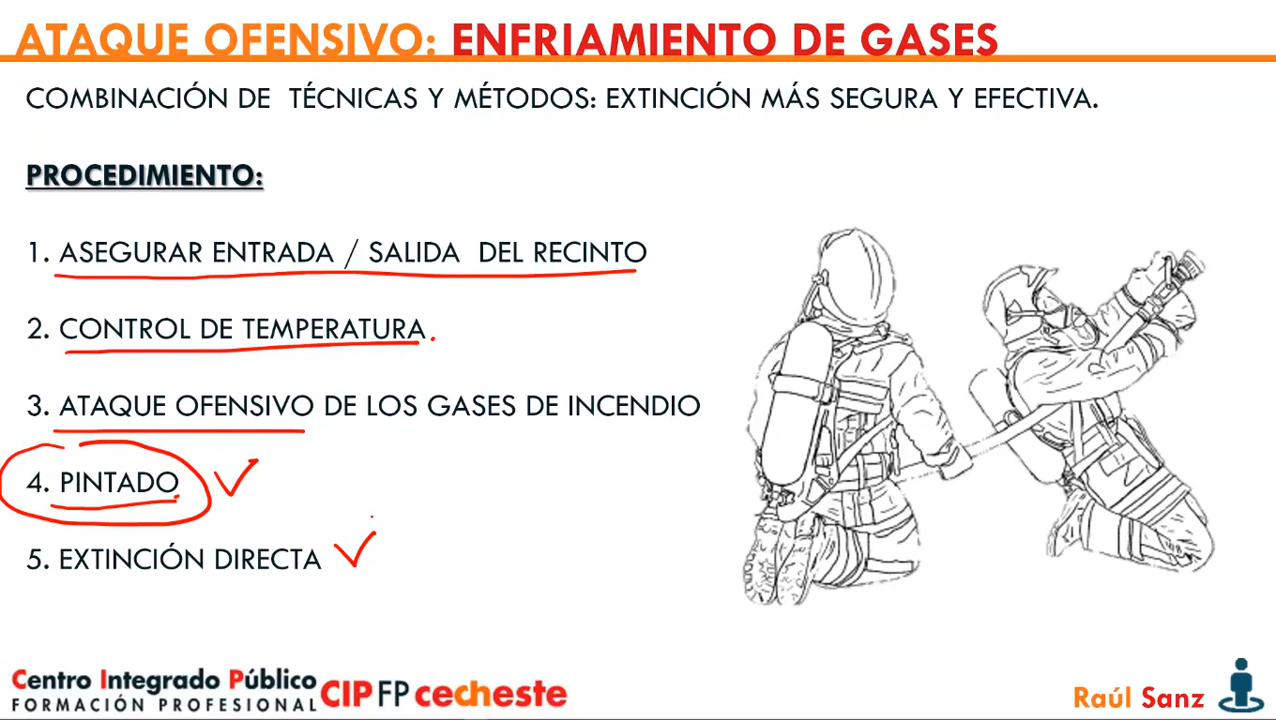 ATAQUE OFENSIVO: ENFRIAMIENTO DE GASES
COMBINACIÓN DE TÉCNICAS Y MÉTODOS: EXTINCIÓN MÁS SEGURA Y EFECTIVA.
PROCEDIMIENTO:
1. ASEGURAR ENTRADA / SALIDA DEL RECINTO
2. CONTROL DE TEMPERATURA.
3. ATAQUE OFENSIVO DE LOS GASES DE INCENDIO
4. PINTADO
5. EXTINCIÓN DIRECTA
Centro Integrado Público
FORMACIÓN PROFESIONAL
CIPFP cecheste
Raúl Sanz